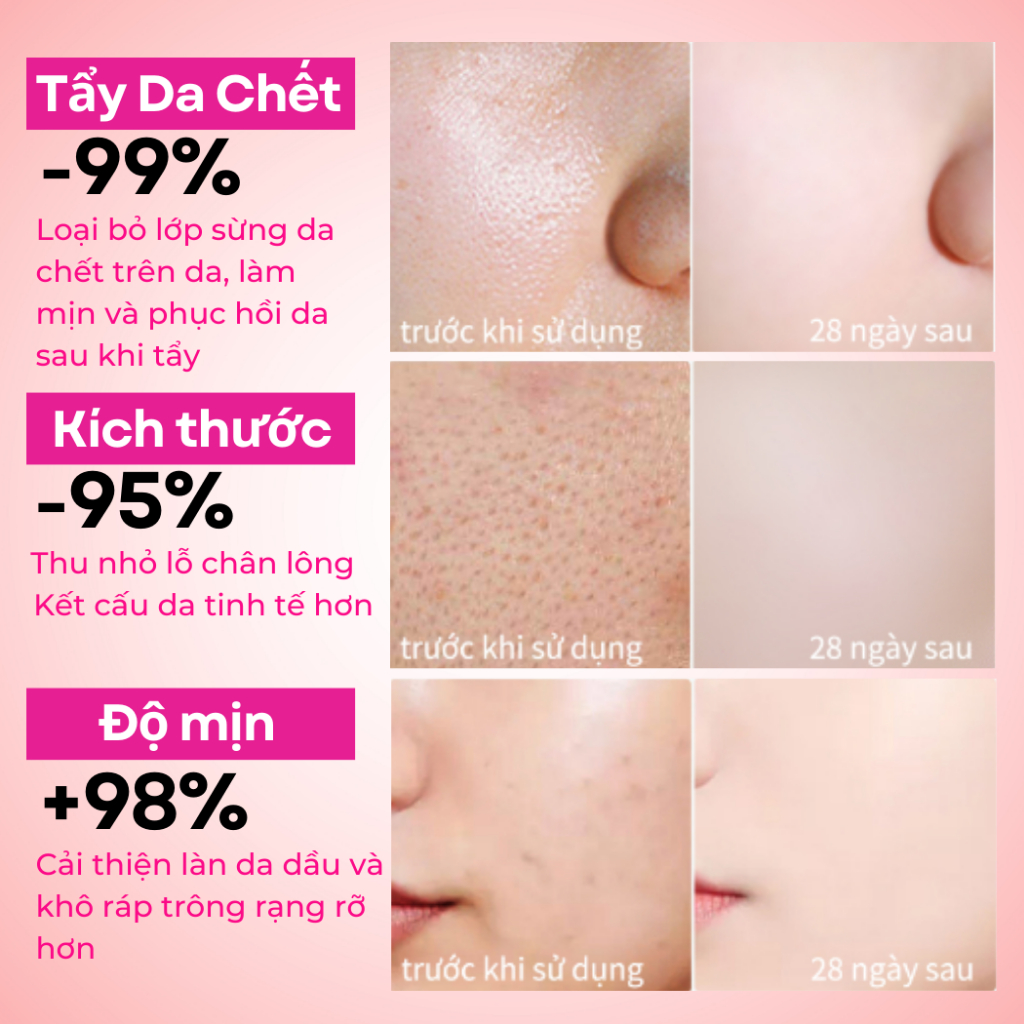 Tẩy Da Chết
-99%
Loại bỏ lớp sừng da
chết trên da, làm
mịn và phục hồi da
sau khi tẩy
trước khi sử dụng
28 ngày sau
Kích thước
-95%
Thu nhỏ lỗ chân lông
Kết cấu da tinh tế hơn
trước khi sử dụng
28 ngày sau
Độ mịn
+98%
Cải thiện làn da dầu và
khô ráp trông rạng rỡ
hơn
trước khi sử dụng
28 ngày sau